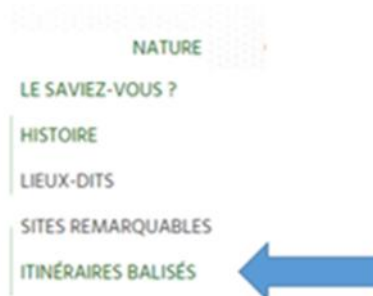 NATURE
LE SAVIEZ-VOUS ?
HISTOIRE
LIEUX-DITS
SITES REMARQUABLES
ITINÉRAIRES BALISÉS